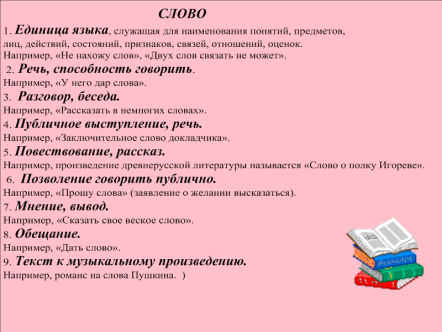 СЛОВО
1. Единица языка, служащая для наименования понятий, предметов,
лиц, действий, состояний, признаков, связей, отношений, оценок.
Например, «Не нахожу слов», «Двух слов связать не может».
2. Речь, способность говорить.
Например, «У него дар слова».
3. Разговор, беседа.
Например, «Рассказать в немногих словах».
4. Публичное выступление, речь.
Например, «Заключительное слово докладчика».
5. Повествование, рассказ.
Например, произведение древнерусской литературы называется «Слово о полку Игореве».
6. Позволение говорить публично.
Например, «Прошу слова» (заявление о желании высказаться).
7. Мнение, вывод.
Например, «Сказать свое веское слово».
8. Обещание.
Например, «Дать слово».
9. Текст к музыкальному произведению.
Например, романс на слова Пушкина. )